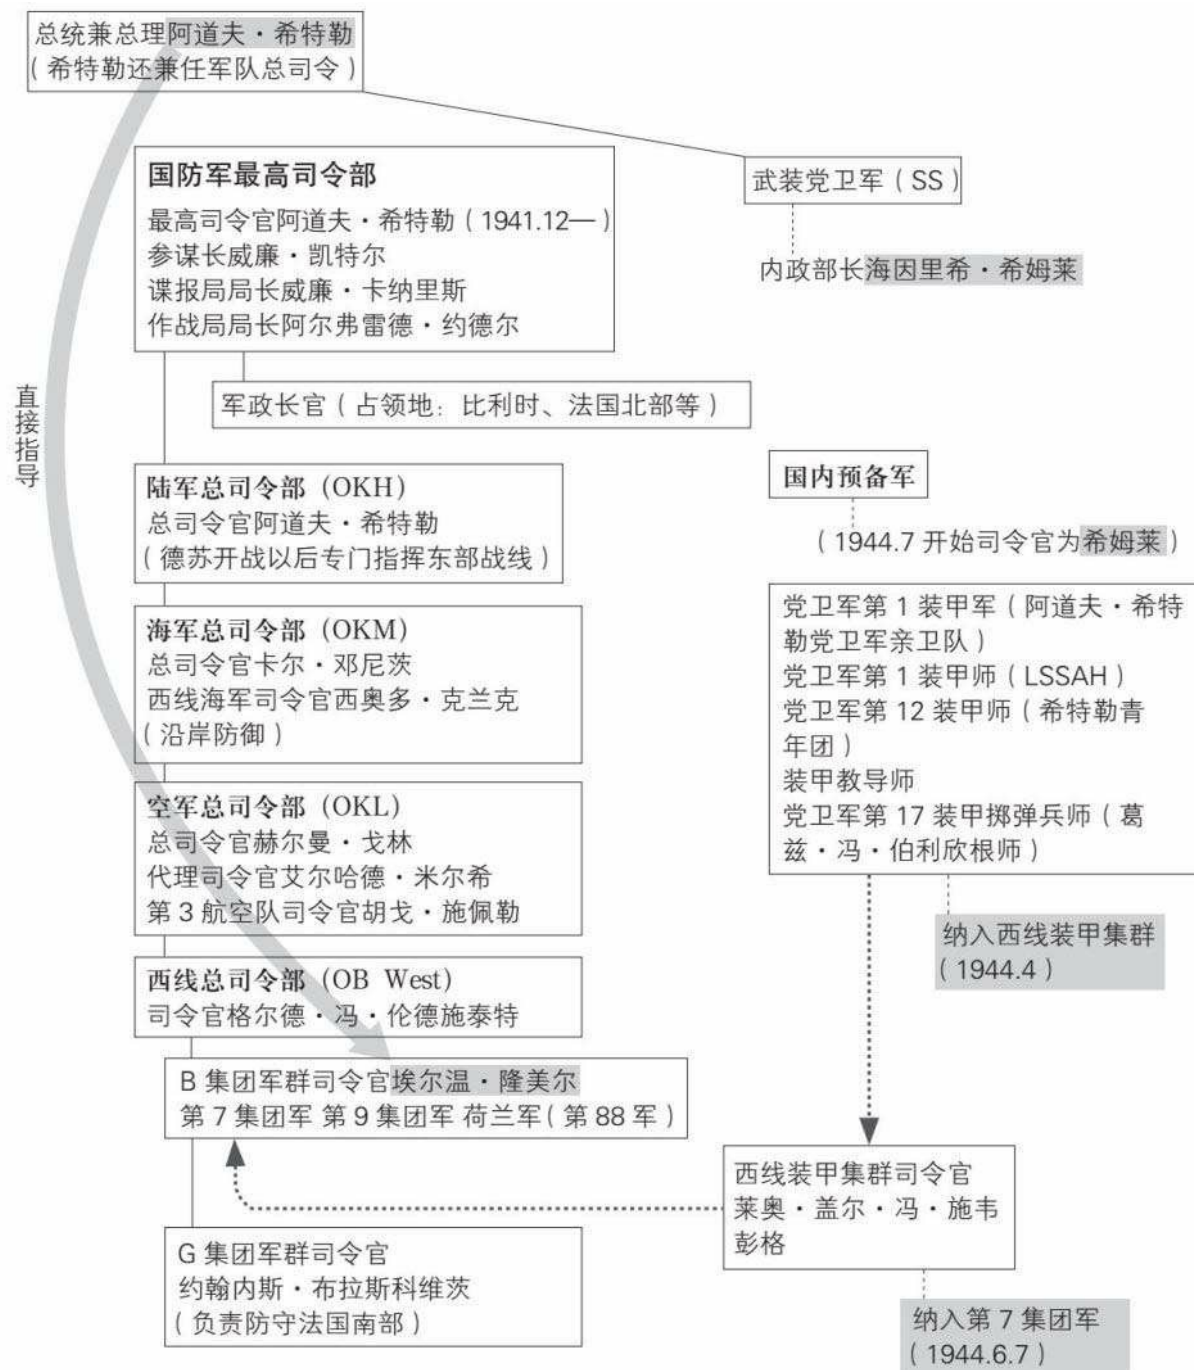 总统兼总理阿道夫·希特勒
（希特勒还兼任军队总司令）
国防军最高司令部
最高司令官阿道夫·希特勒（1941.12—）
参谋长威廉·凯特尔
谍报局局长威廉·卡纳里斯
作战局局长阿尔弗雷德·约德尔
武装党卫军（SS）
内政部长海因里希·希姆莱
直接指导
军政长官（占领地：比利时、法国北部等）
陆军总司令部（OKH）
总司令官阿道夫·希特勒
（德苏开战以后专门指挥东部战线）
国内预备军
（1944.7 开始司令官为希姆莱）
海军总司令部（OKM）
总司令官卡尔·邓尼茨
西线海军司令官西奥多·克兰克
（沿岸防御）
党卫军第 1 装甲军（阿道夫·希特
勒党卫军亲卫队）
党卫军第 1 装甲师（LSSAH）
党卫军第 12 装甲师（希特勒青
年团）
装甲教导师
党卫军第 17 装甲掷弹兵师（葛
兹·冯·伯利欣根师）
空军总司令部（OKL）
总司令官赫尔曼·戈林
代理司令官艾尔哈德·米尔希
第 3 航空队司令官胡戈·施佩勒
纳入西线装甲集群
（1944.4）
西线总司令部（OB West）
司令官格尔德·冯·伦德施泰特
B 集团军群司令官埃尔温·隆美尔
第 7 集团军 第 9 集团军 荷兰军（第 88 军）
西线装甲集群司令官
莱奥·盖尔·冯·施韦
彭格
G 集团军群司令官
约翰内斯·布拉斯科维茨
（负责防守法国南部）
纳入第 7 集团军
（1944.6.7）